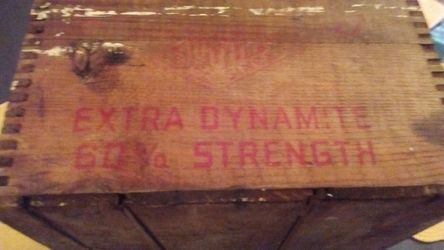 EXTRA DYNAMITE
60% STRENGTH